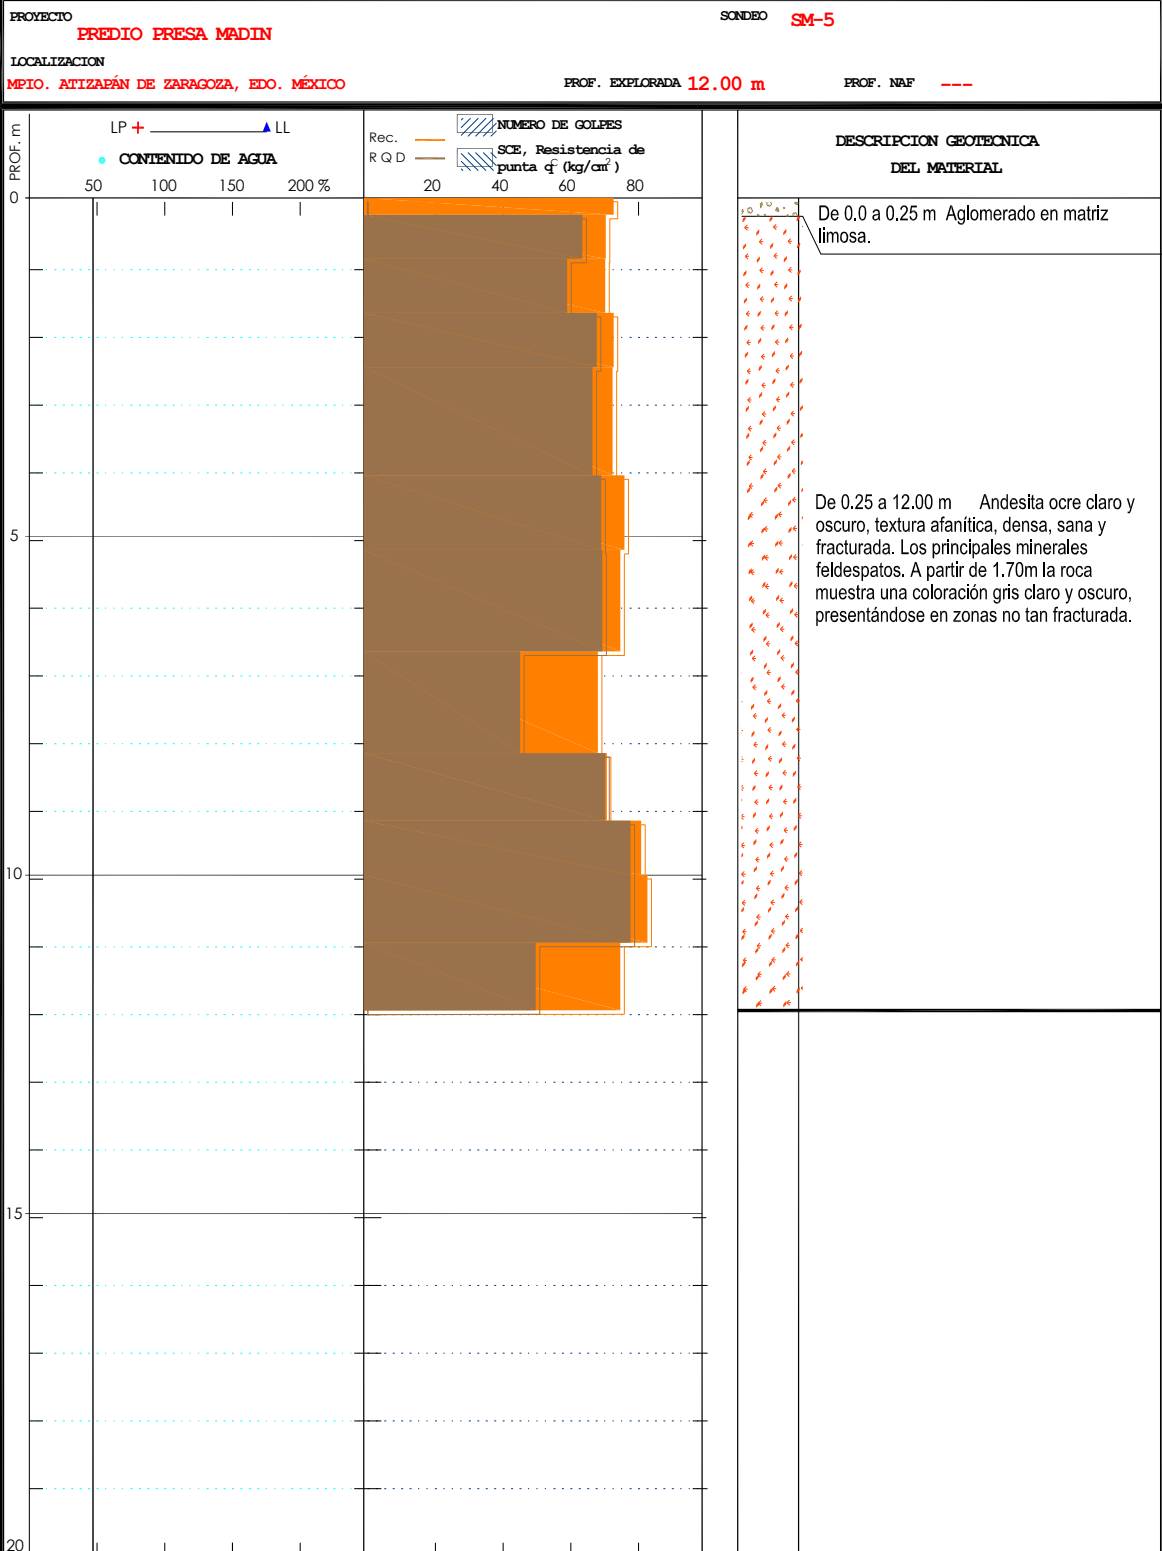 PROYECTO
PREDIO PRESA MADIN
SONDEO SM-5
LOCALIZACION
MPIO. ATIZAPÁN DE ZARAGOZA, EDO. MÉXICO
PROF. EXPLORADA 12.00 m
PROF. NAF ---
PROF. m
LP + LL
CONTENIDO DE AGUA
50 100 150 200 %
Rec.
R Q D
NUMERO DE GOLPES
SCE, Resistencia de
punta qc (kg/cm²)
20 40 60 80
DESCRIPCION GEOTECNICA
DEL MATERIAL
0
De 0.0 a 0.25 m Aglomerado en matriz
limosa.
De 0.25 a 12.00 m Andesita ocre claro y
oscuro, textura afanítica, densa, sana y
fracturada. Los principales minerales
feldespatos. A partir de 1.70m la roca
muestra una coloración gris claro y oscuro,
presentándose en zonas no tan fracturada.
5
10
15
20